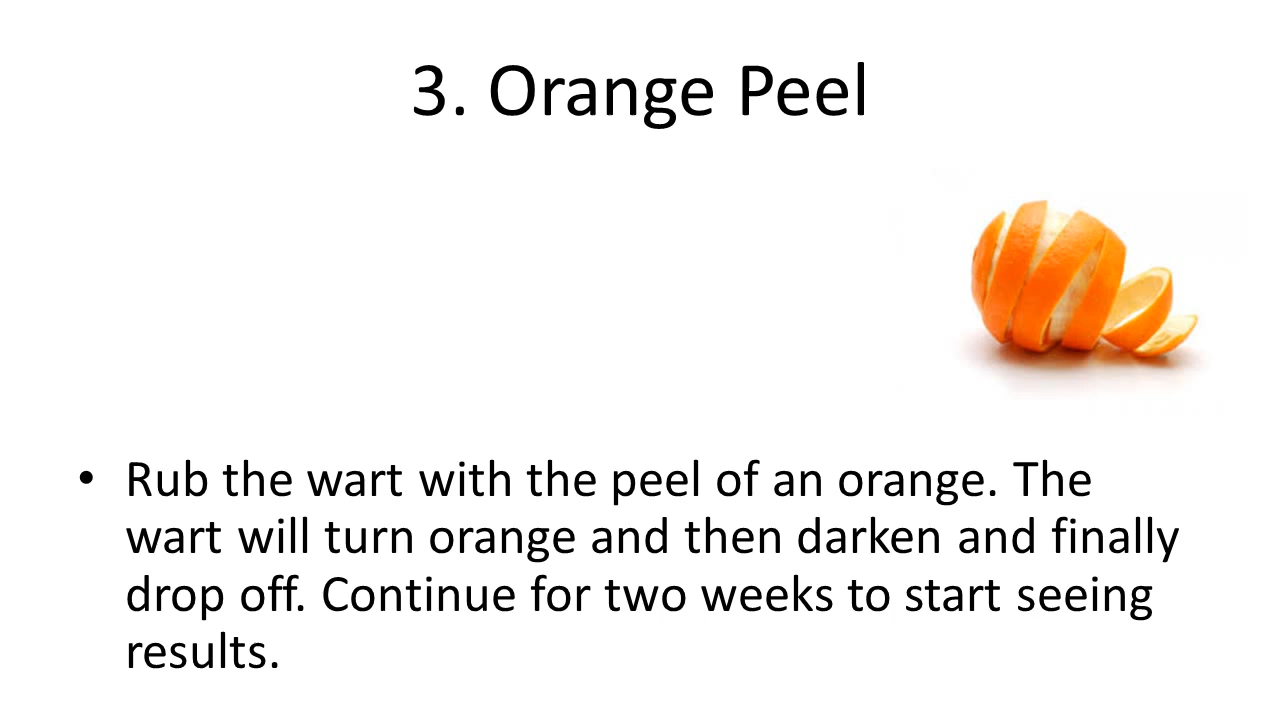 3. Orange Peel
• Rub the wart with the peel of an orange. The
wart will turn orange and then darken and finally
drop off. Continue for two weeks to start seeing
results.